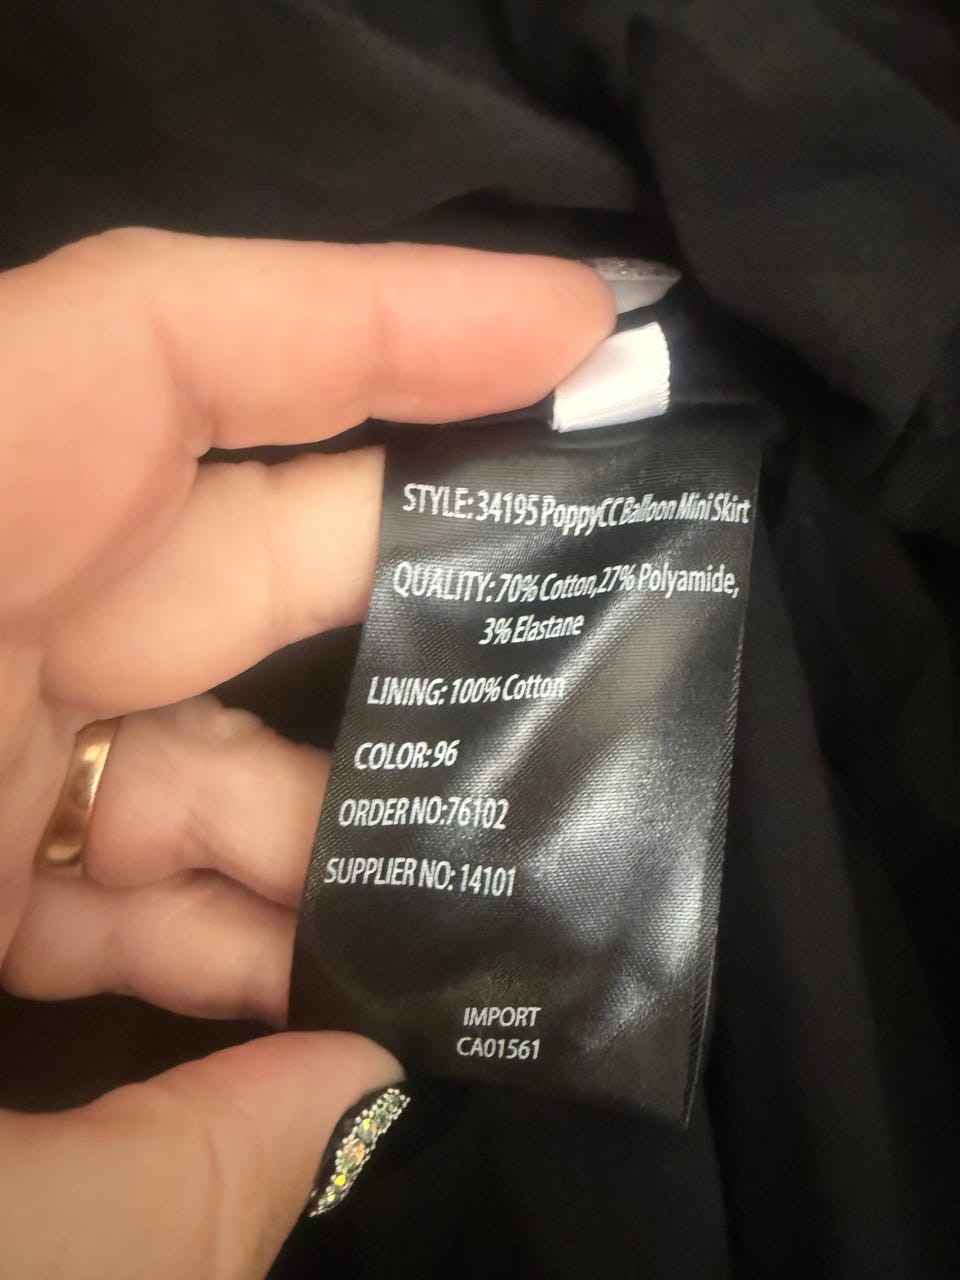 STYLE: 34195 PoppyCC Balloon Mini Skirt
QUALITY: 70% Cotton, 27% Polyamide,
3% Elastane
LINING: 100% Cotton
COLOR: 96
ORDER NO: 76102
SUPPLIER NO: 14101
IMPORT
CA01561